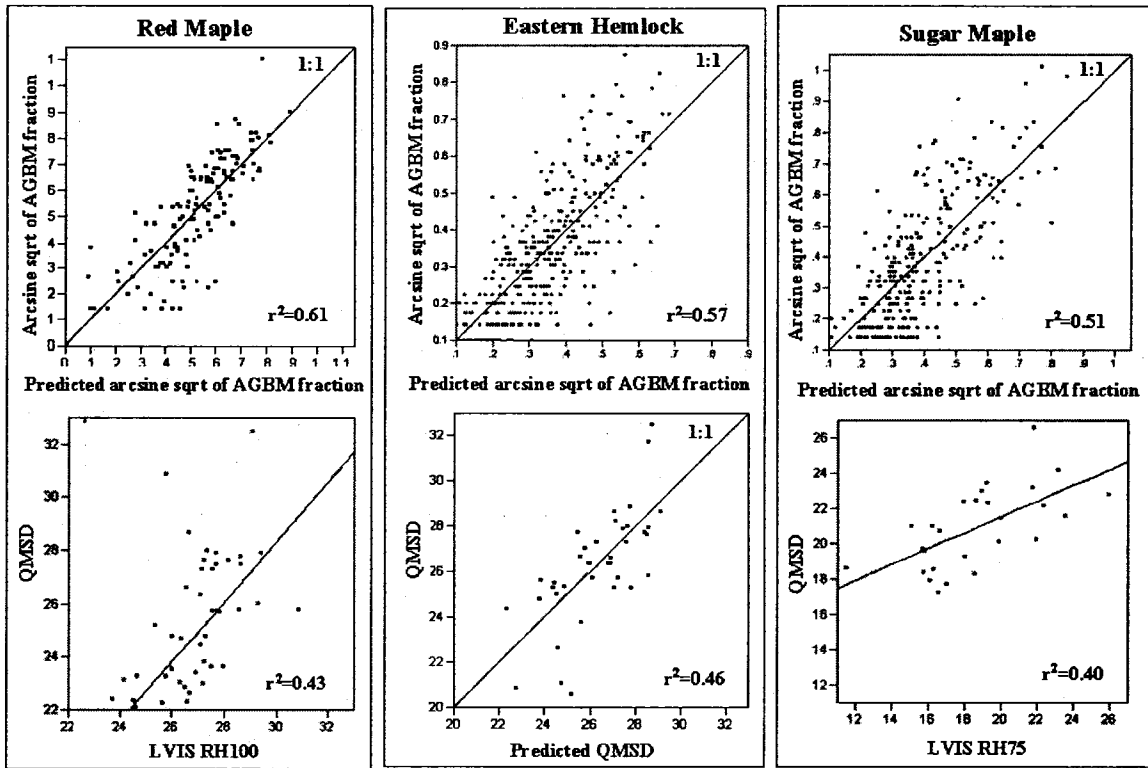 Red Maple
1:1
Arcsine sqrt of AGBM fraction
1
1
9
8
7
6
5
4
3
2
1
0
r²=0.61
0 1 2 3 4 5 6 7 8 9 1 1 1
Predicted arcsine sqrt of AGBM fraction
QMSD
32
30
28
26
24
22
r²=0.43
22 24 26 28 30 32
LVIS RH100
Eastern Hemlock
1:1
Arcsine sqrt of AGBM fraction
0.9
0.8
0.7
0.6
0.5
0.4
0.3
0.2
0.1
r²=0.57
.1 .2 .3 .4 .5 .6 .7 .8 .9
Predicted arcsine sqrt of AGBM fraction
1:1
QMSD
32
30
28
26
24
22
20
r²=0.46
20 22 24 26 28 30 32
Predicted QMSD
Sugar Maple
1:1
Arcsine sqrt of AGBM fraction
1
.9
.8
.7
.6
.5
.4
.3
.2
.1
r²=0.51
.1 .2 .3 .4 .5 .6 .7 .8 .9 1
Predicted arcsine sqrt of AGBM fraction
QMSD
26
24
22
20
18
16
14
12
r²=0.40
12 14 16 18 20 22 24 26
LVIS RH75